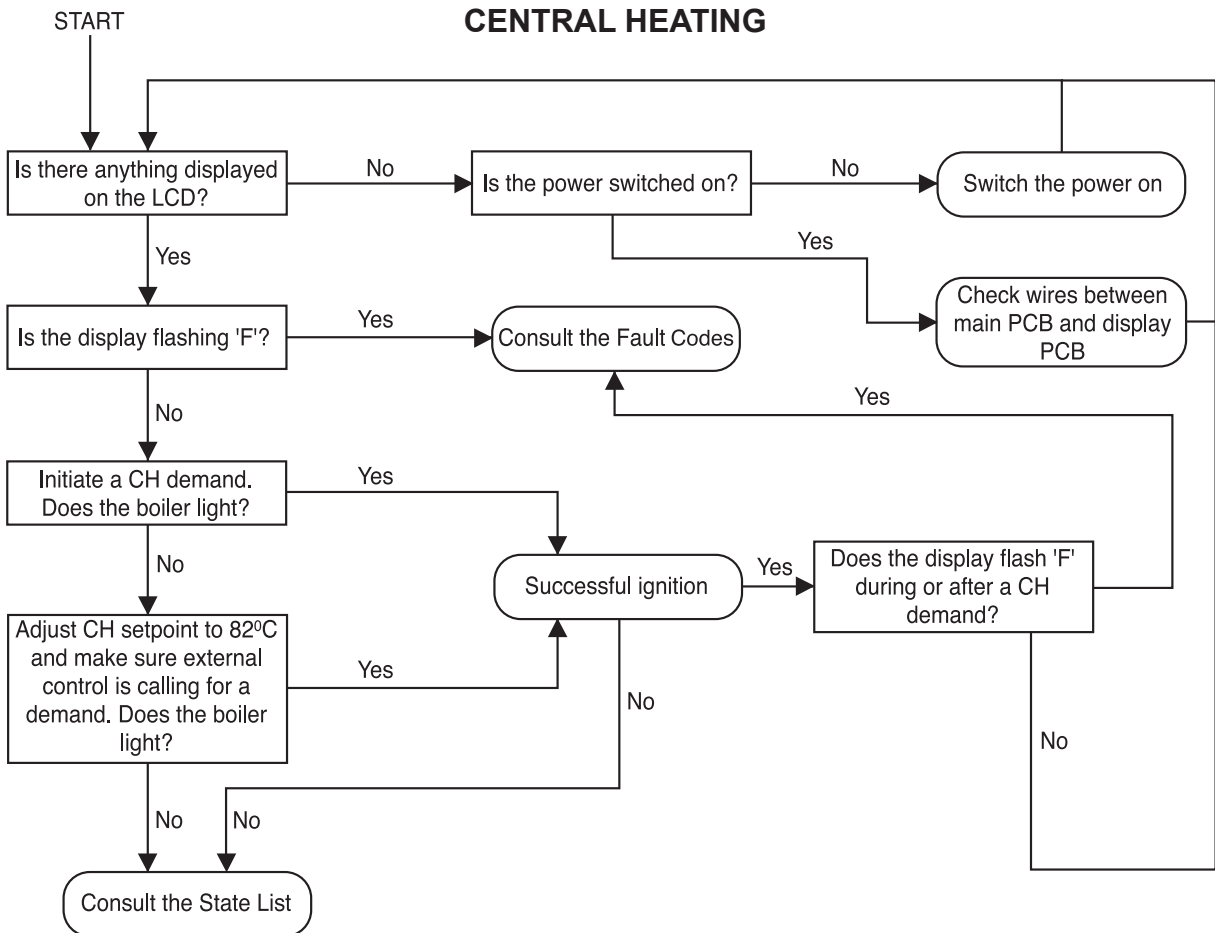 CENTRAL HEATING
START
Is there anything displayed
on the LCD?
No
Is the power switched on?
No
Switch the power on
Yes
Yes
Check wires between
main PCB and display
PCB
Is the display flashing 'F'?
Yes
Consult the Fault Codes
Yes
No
Initiate a CH demand.
Does the boiler light?
Yes
No
Successful ignition
Yes
Does the display flash 'F'
during or after a CH
demand?
Adjust CH setpoint to 82⁰C
and make sure external
control is calling for a
demand. Does the boiler
light?
Yes
No
No
No
No
Consult the State List